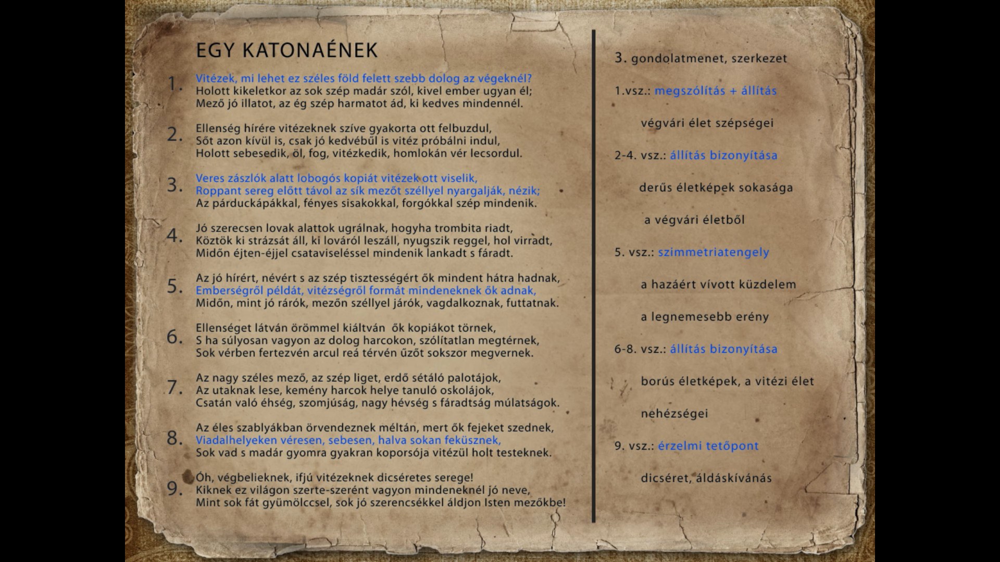 EGY KATONAÉNEK
1.
Vitézek, mi lehet ez széles föld felett szebb dolog az végeknél?
Holott kikeletkor az sok szép madár szól, kivel ember ugyan él;
Mező jó illatot, az ég szép harmatot ád, ki kedves mindennél.
2.
Ellenség hírére vitézeknek szíve gyakorta ott felbuzdul,
Sőt azon kívül is, csak jó kedvébűl is vitéz próbálni indul,
Holott sebesedik, öl, fog, vitézkedik, homlokán vér lecsordul.
3.
Veres zászlók alatt lobogós kopiát vitézek ott viselik,
Roppant sereg előtt távol az sík mezőt széllyel nyargalják, nézik;
Az párduckápákkal, fényes sisakokkal, forgókkal szép mindenik.
4.
Jó szerecsen lovak alattok ugrálnak, hogyha trombita riadt,
Köztök ki strázsát áll, ki lováról leszáll, nyugszik reggel, hol virradt,
Midőn éjten-éjjel csataviseléssel mindenik lankadt s fáradt.
5.
Az jó hírért, névért s az szép tisztességért ők mindent hátra hadnak,
Emberségről példát, vitézségről formát mindeneknek ők adnak,
Midőn, mint jó rárók, mezőn széllyel járók, vagdalkoznak, futtatnak.
6.
Ellenséget látván örömmel kiáltván ők kopiákot törnek,
S ha súlyosan vagyon az dolog harcokon, szólítatlan megtérnek,
Sok vérben fertezvén arcul reá térvén űzőt sokszor megvernek.
7.
Az nagy széles mező, az szép liget, erdő sétáló palotájok,
Az utaknak lese, kemény harcok helye tanuló oskolájok,
Csatán való éhség, szomjúság, nagy hévség s fáradtság múlatságok.
8.
Az éles szablyákban örvendeznek méltán, mert ők fejeket szednek,
Viadalhelyeken véresen, sebesen, halva sokan feküsznek,
Sok vad s madár gyomra gyakran koporsója vitézül holt testeknek.
9.
Óh, végbelieknek, ifjú vitézeknek dicséretes serege!
Kiknek ez világon szerte-szerént vagyon mindeneknél jó neve,
Mint sok fát gyümölccsel, sok jó szerencsékkel áldjon Isten mezőkbe!
3. gondolatmenet, szerkezet
1.vsz.: megszólítás + állítás
végvári élet szépségei
2-4. vsz.: állítás bizonyítása
derűs életképek sokasága
a végvári életből
5. vsz.: szimmetriatengely
a hazáért vívott küzdelem
a legnemesebb erény
6-8. vsz.: állítás bizonyítása
borús életképek, a vitézi élet
nehézségei
9. vsz.: érzelmi tetőpont
dicséret, áldáskívánás